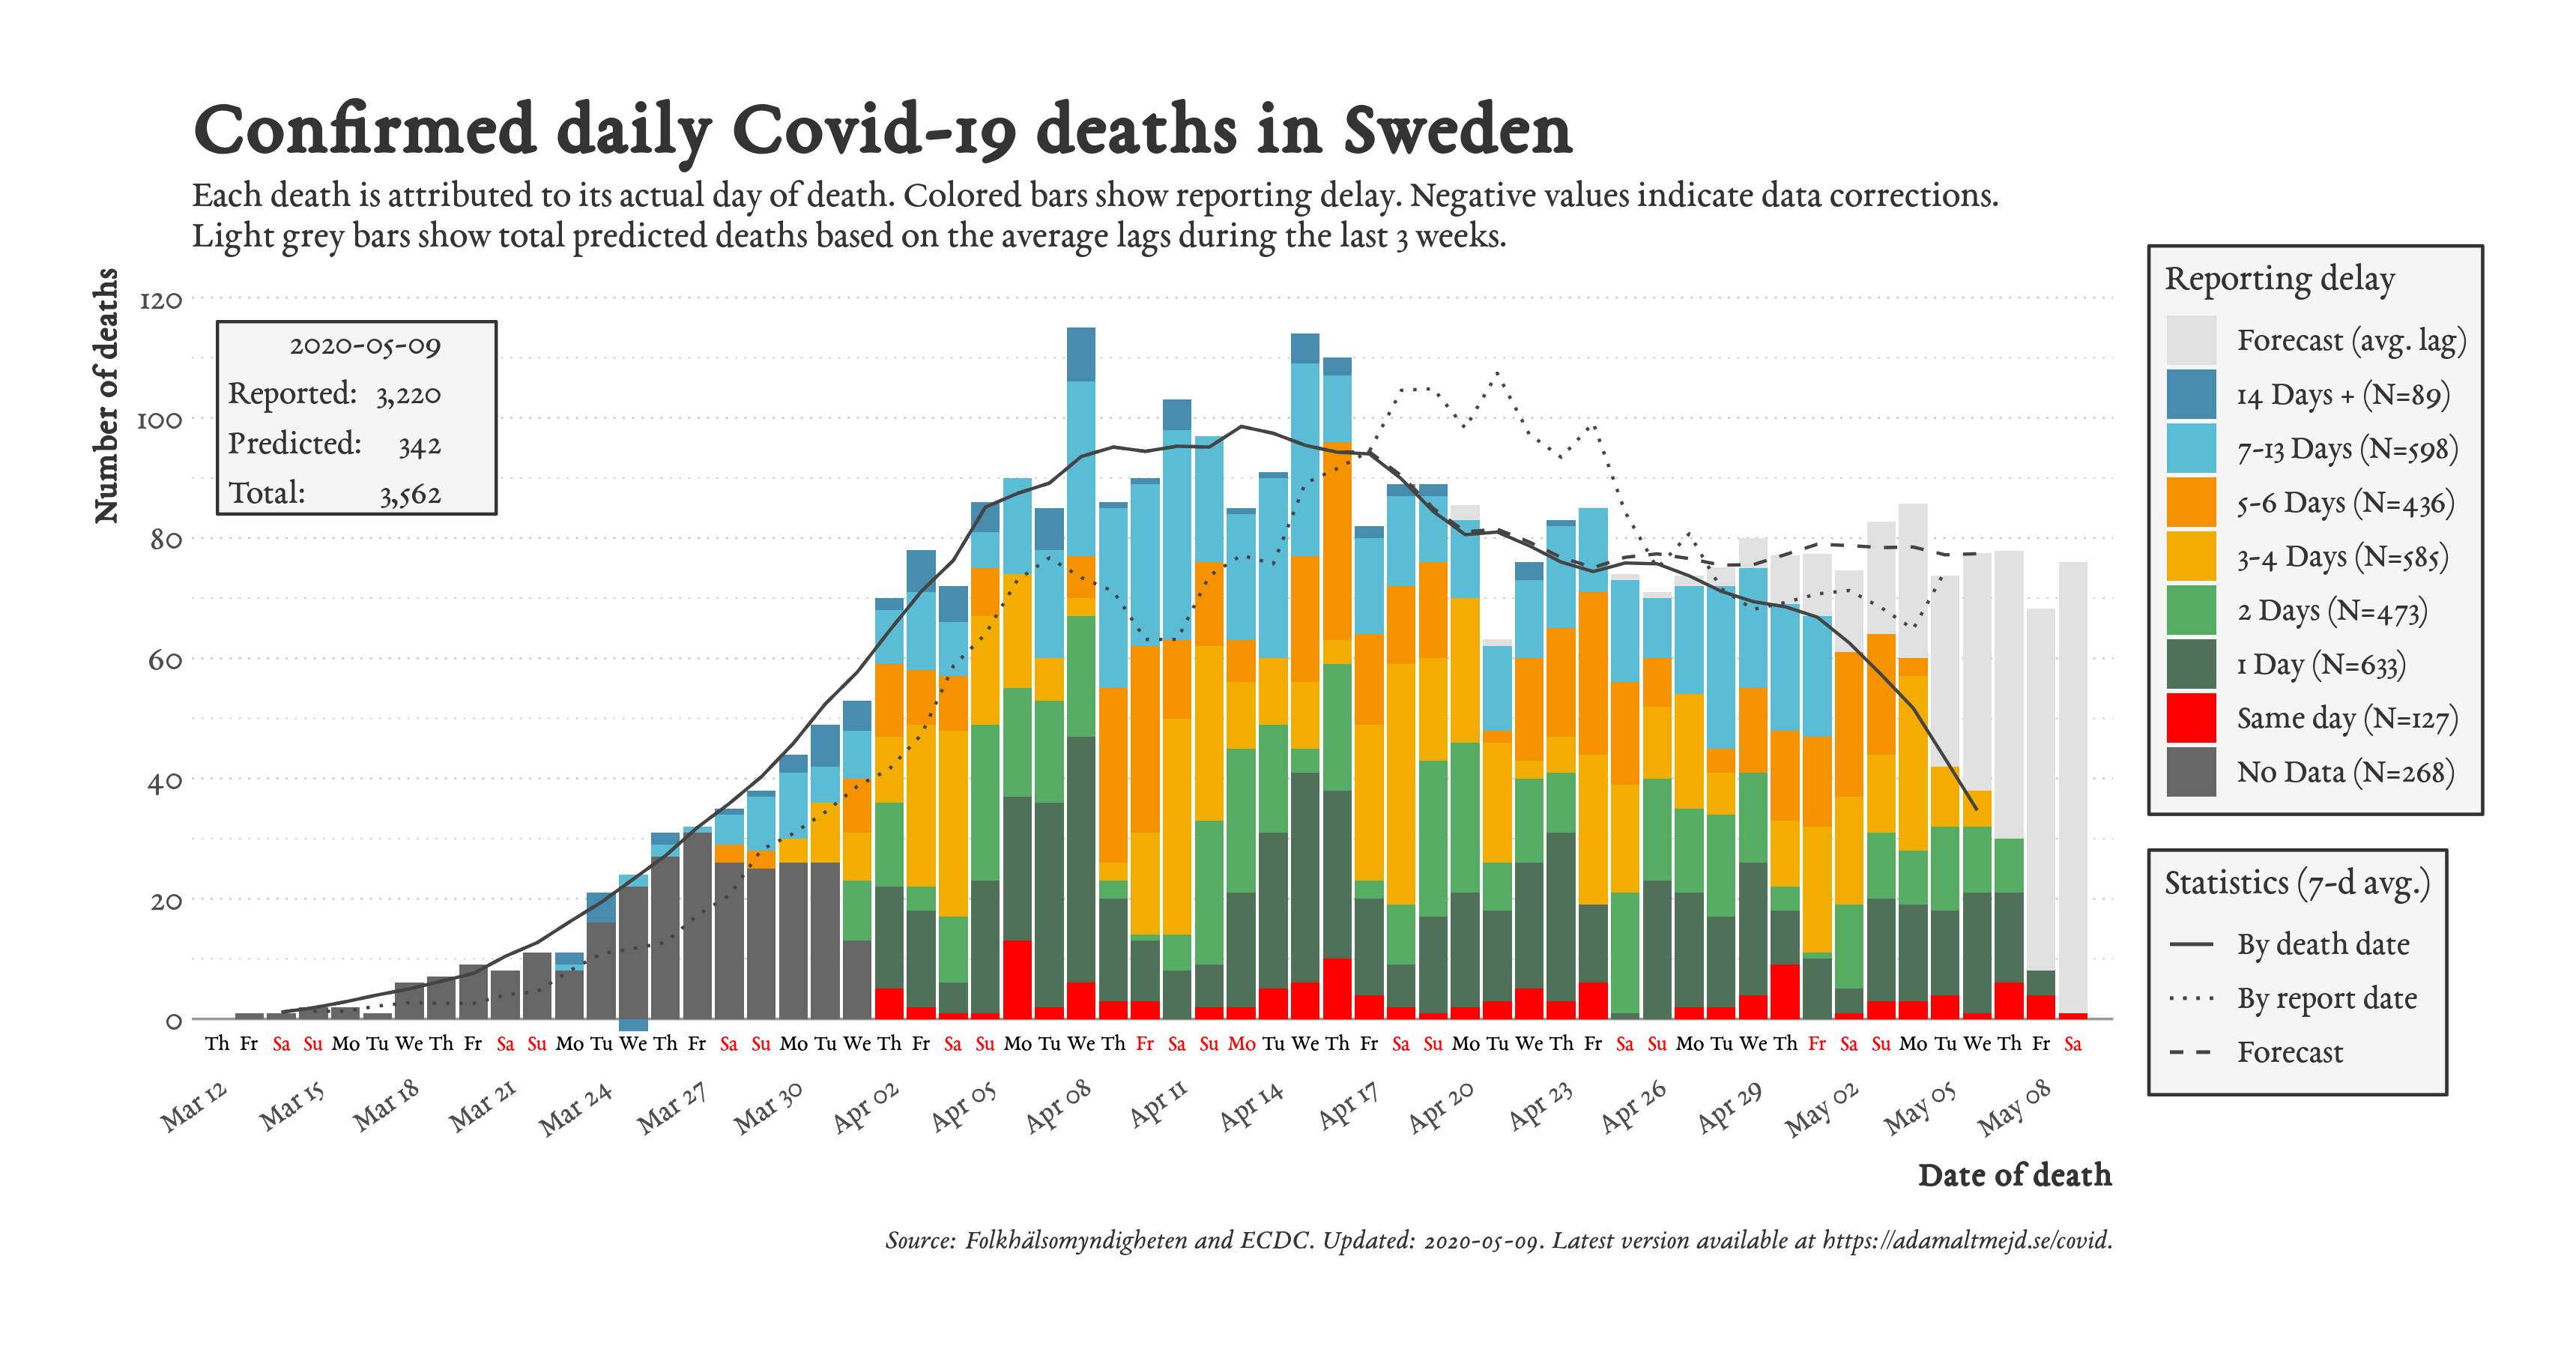 Confirmed daily Covid-19 deaths in Sweden
Each death is attributed to its actual day of death. Colored bars show reporting delay. Negative values indicate data corrections.
Light grey bars show total predicted deaths based on the average lags during the last 3 weeks.
Number of deaths
120
100
80
60
40
20
0
2020-05-09
Reported: 3,220
Predicted: 342
Total: 3,562
Th Fr Sa Su Mo Tu We Th Fr Sa Su Mo Tu We Th Fr Sa Su Mo Tu We Th Fr Sa Su Mo Tu We Th Fr Sa Su Mo Tu We Th Fr Sa Su Mo Tu We Th Fr Sa Su Mo Tu We Th Fr Sa Su Mo Tu We Th Fr Sa
Mar 12 Mar 15 Mar 18 Mar 21 Mar 24 Mar 27 Mar 30 Apr 02 Apr 05 Apr 08 Apr 11 Apr 14 Apr 17 Apr 20 Apr 23 Apr 26 Apr 29 May 02 May 05 May 08
Date of death
Reporting delay
Forecast (avg. lag)
14 Days + (N=89)
7-13 Days (N=598)
5-6 Days (N=436)
3-4 Days (N=585)
2 Days (N=473)
1 Day (N=633)
Same day (N=127)
No Data (N=268)
Statistics (7-d avg.)
By death date
By report date
Forecast
Source: Folkhälsomyndigheten and ECDC. Updated: 2020-05-09. Latest version available at https://adamaltmejd.se/covid.